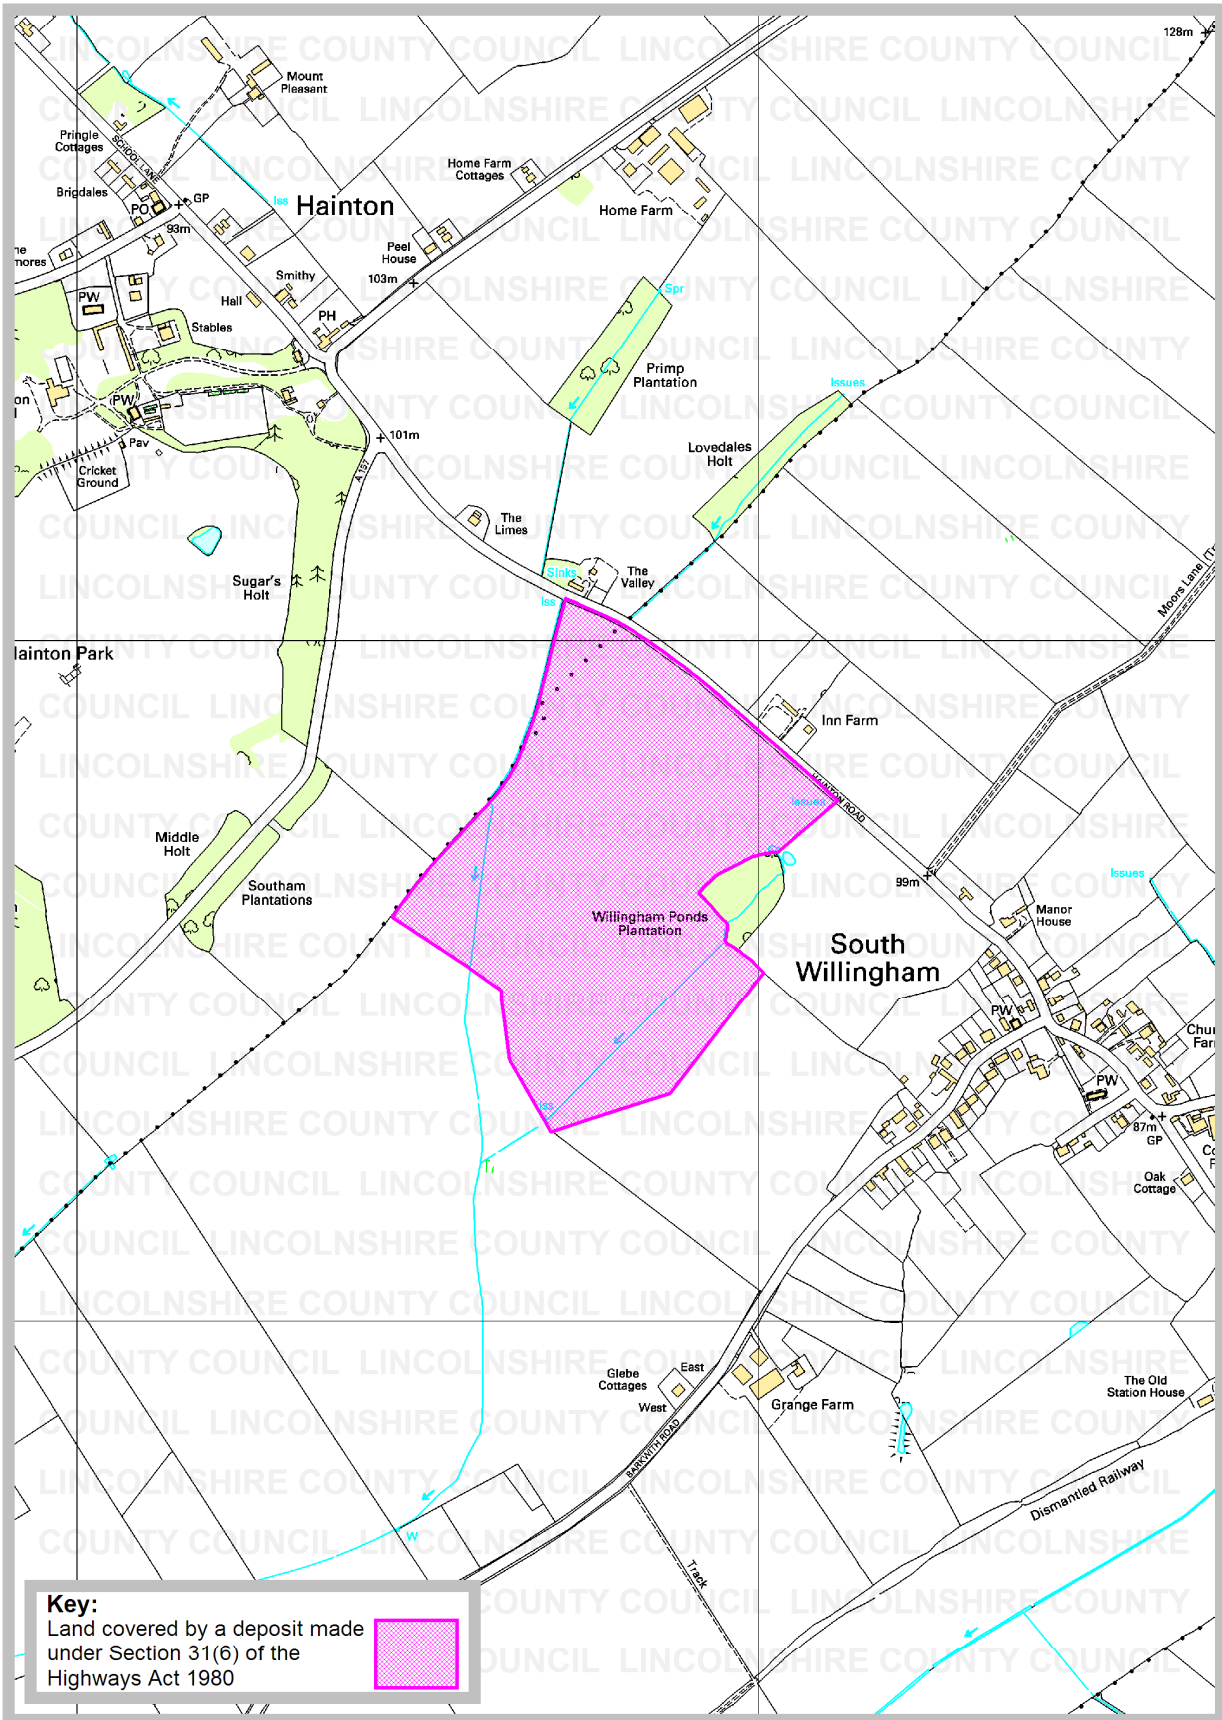 128m
Mount
Pleasant
Pringle
Cottages
SCHOOL LANE
Home Farm
Cottages
Brigdales
GP
Iss
Hainton
PO
Home Farm
93m
Peel
House
mores
Smithy
103m
Spr
PW
Hall
PH
Stables
Primp
Plantation
Issues
PW
Pav
101m
Lovedales
Holt
Cricket
Ground
A 157
The
Limes
Sinks
The
Valley
Sugar's
Holt
Iss
Moors Lane
Hainton Park
Inn Farm
Issues
HAINTON ROAD
Middle
Holt
Southam
Plantations
99m
Issues
Manor
House
Willingham Ponds
Plantation
South
Willingham
PW
PW
87m
GP
Iss
Oak
Cottage
Glebe
Cottages
East
West
Grange Farm
The Old
Station House
BARKWITH ROAD
Dismantled Railway
W
Track
Key:
Land covered by a deposit made
under Section 31(6) of the
Highways Act 1980
LINCOLNSHIRE COUNTY COUNCIL